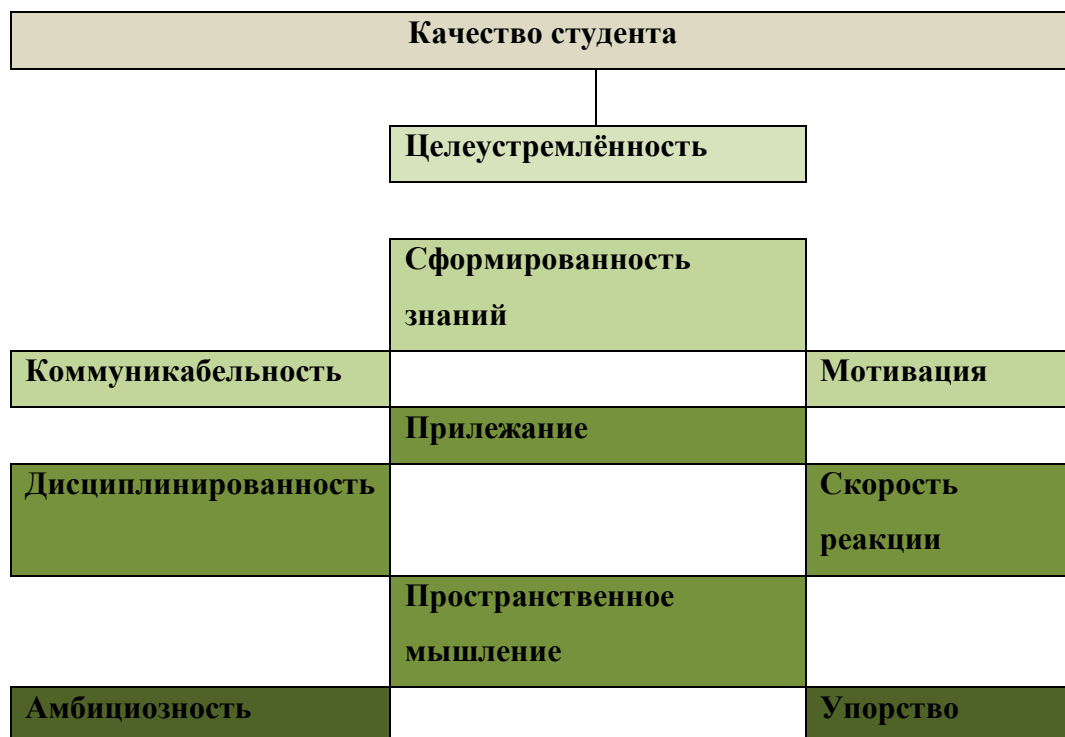 Качество студента
Целеустремлённость
Сформированность
знаний
Коммуникабельность
Мотивация
Прилежание
Дисциплинированность
Скорость
реакции
Пространственное
мышление
Амбициозность
Упорство